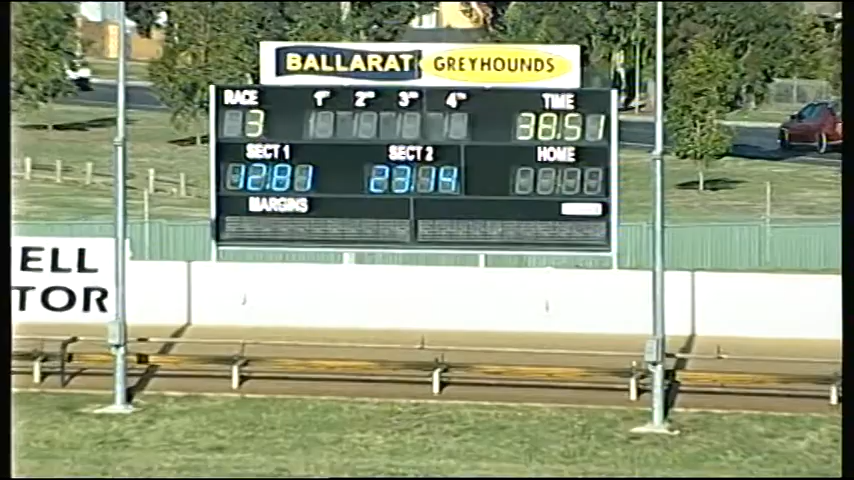 BALLARAT GREYHOUNDS
RACE 1ST 2ND 3RD 4TH TIME
3 38.51
SECT 1 SECT 2 HOME
12.81 23.14
MARGINS
ELL
TOR